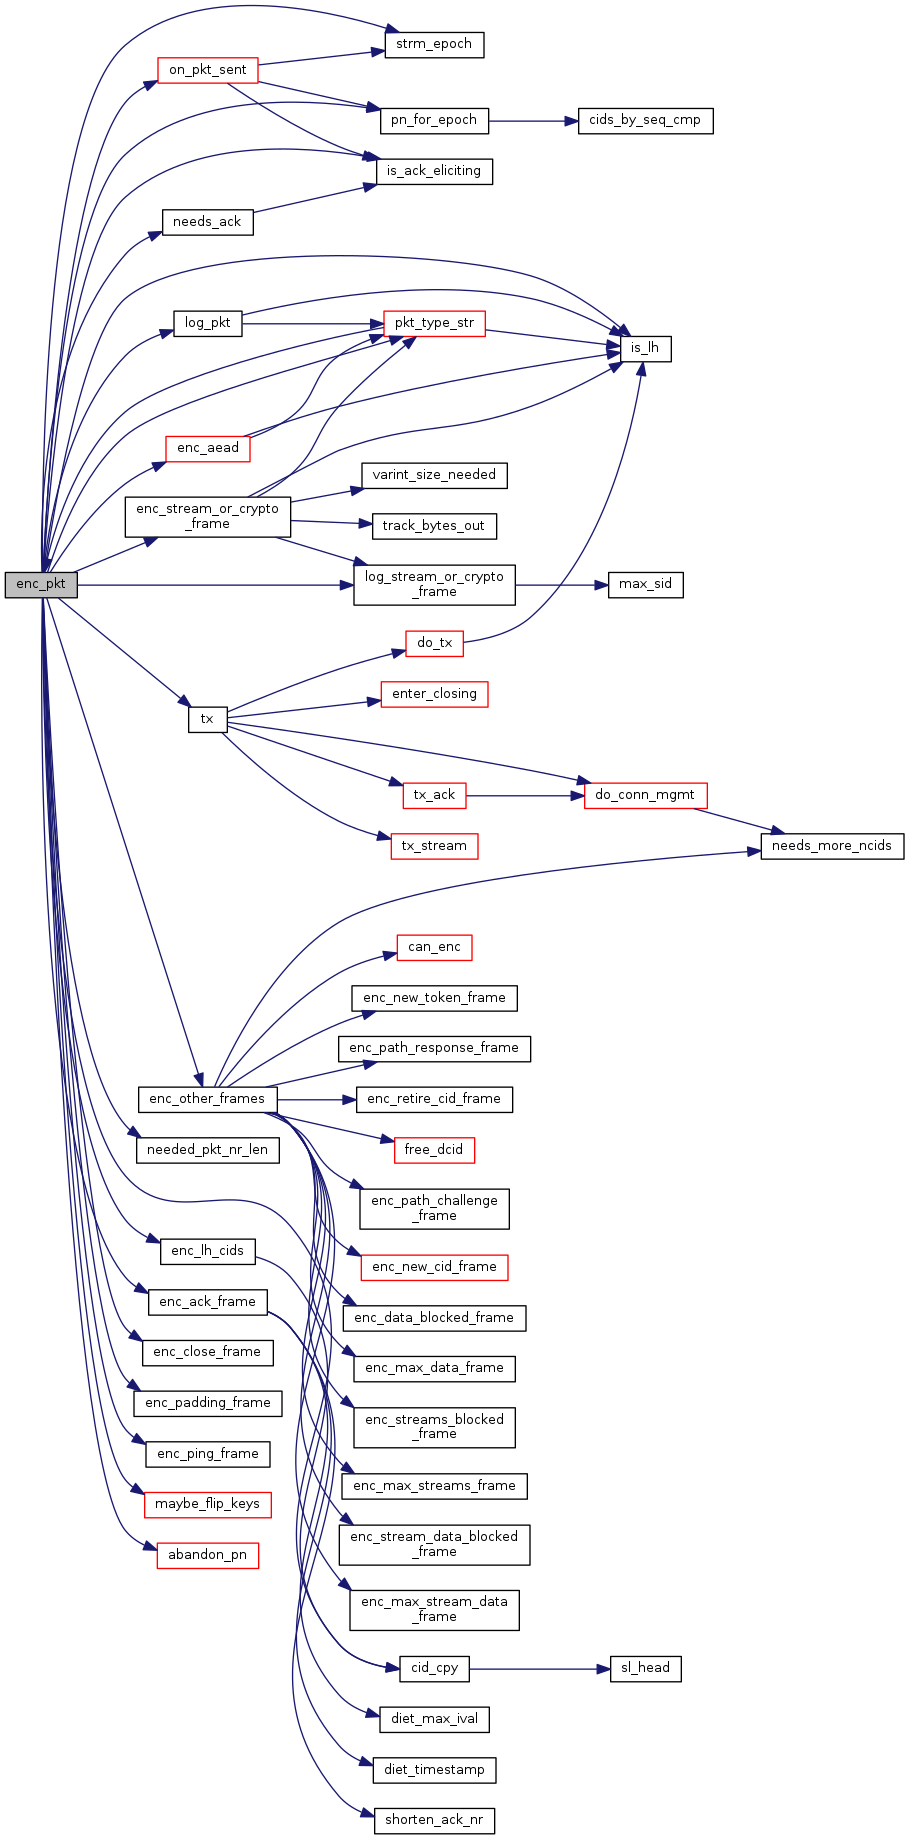 strm_epoch
on_pkt_sent
pn_for_epoch
cids_by_seq_cmp
is_ack_eliciting
needs_ack
log_pkt
pkt_type_str
is_lh
enc_aead
varint_size_needed
enc_stream_or_crypto
_frame
track_bytes_out
enc_pkt
log_stream_or_crypto
_frame
max_sid
do_tx
enter_closing
tx
tx_ack
do_conn_mgmt
tx_stream
needs_more_ncids
can_enc
enc_new_token_frame
enc_path_response_frame
enc_other_frames
enc_retire_cid_frame
needed_pkt_nr_len
free_dcid
enc_path_challenge
_frame
enc_lh_cids
enc_new_cid_frame
enc_ack_frame
enc_data_blocked_frame
enc_close_frame
enc_max_data_frame
enc_padding_frame
enc_streams_blocked
_frame
enc_ping_frame
enc_max_streams_frame
maybe_flip_keys
enc_stream_data_blocked
_frame
abandon_pn
enc_max_stream_data
_frame
cid_cpy
sl_head
diet_max_ival
diet_timestamp
shorten_ack_nr